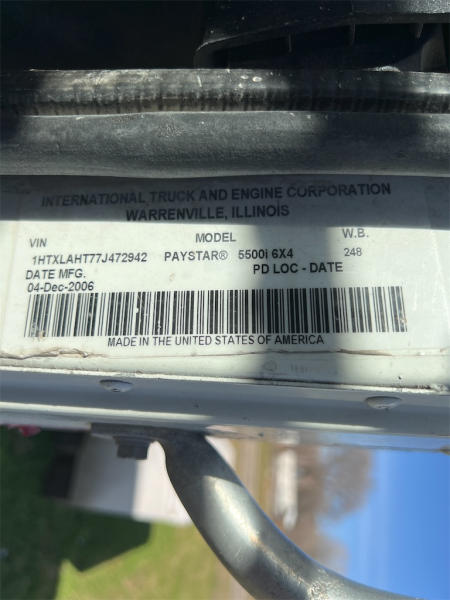 INTERNATIONAL TRUCK AND ENGINE CORPORATION
WARRENVILLE, ILLINOIS
VIN MODEL W.B.
1HTXLAHT77J472942 PAYSTAR® 5500i 6X4 248
DATE MFG. PD LOC - DATE
04-Dec-2006
MADE IN THE UNITED STATES OF AMERICA